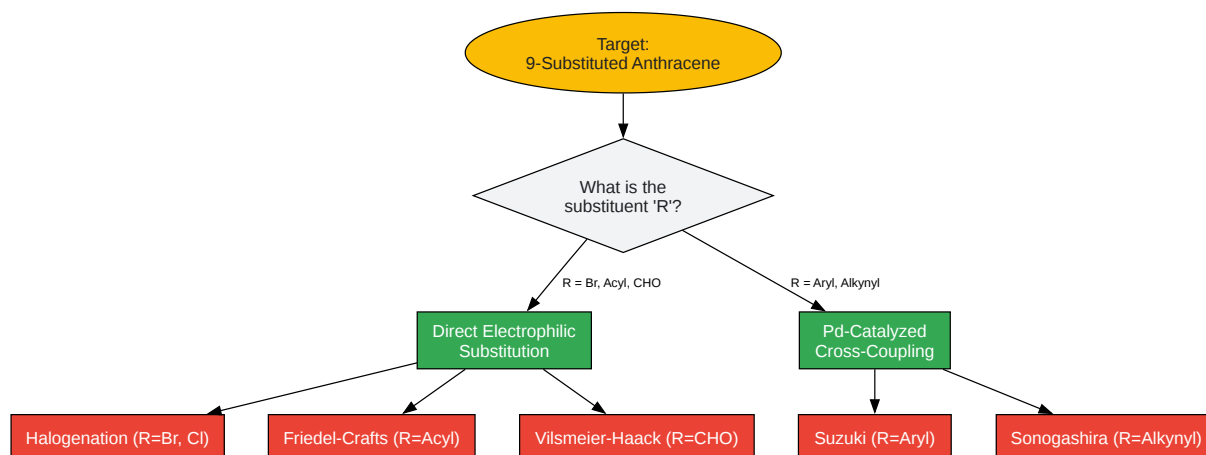 Target:
9-Substituted Anthracene
What is the
substituent 'R'?
R = Br, Acyl, CHO
R = Aryl, Alkynyl
Direct Electrophilic
Substitution
Pd-Catalyzed
Cross-Coupling
Halogenation (R=Br, Cl)
Friedel-Crafts (R=Acyl)
Vilsmeier-Haack (R=CHO)
Suzuki (R=Aryl)
Sonogashira (R=Alkynyl)